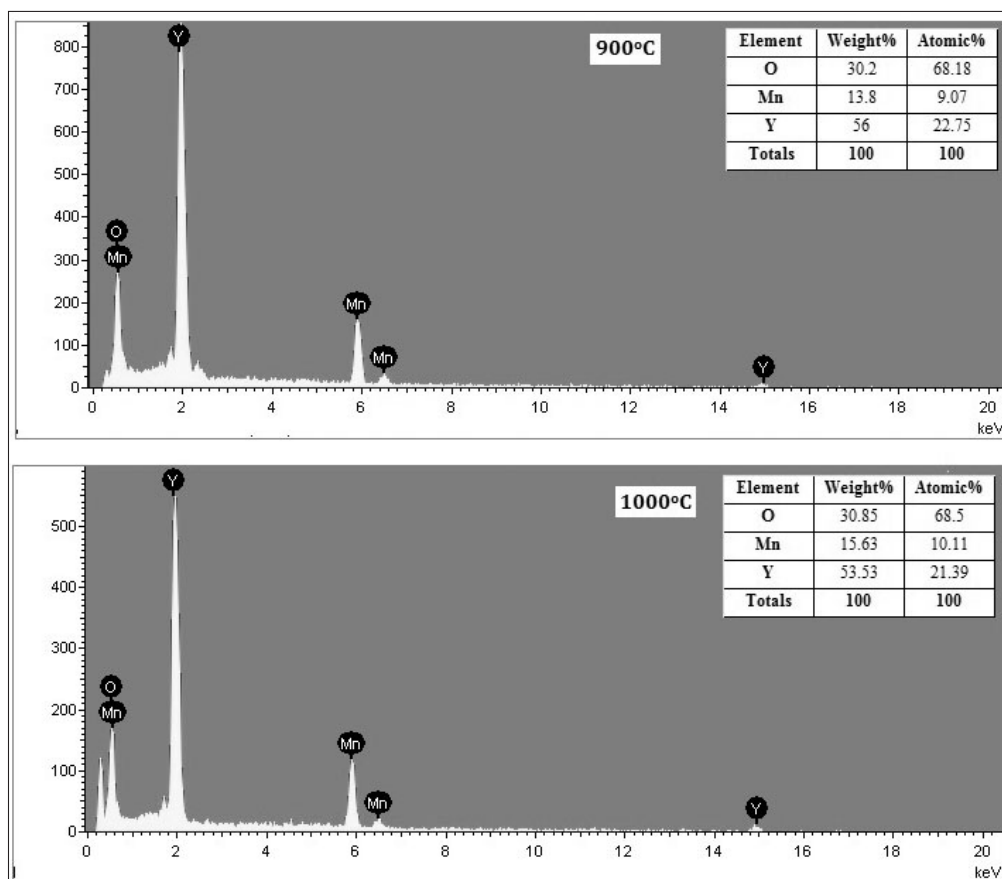 900°C
Element Weight% Atomic%
O 30.2 68.18
Mn 13.8 9.07
Y 56 22.75
Totals 100 100
Y
800
700
600
500
400
O
300
Mn
200
Mn
100
Mn
Y
0
0 2 4 6 8 10 12 14 16 18 20
keV
1000°C
Element Weight% Atomic%
O 30.85 68.5
Mn 15.63 10.11
Y 53.53 21.39
Totals 100 100
Y
500
400
300
O
200
Mn
Mn
100
Mn
Y
0
0 2 4 6 8 10 12 14 16 18 20
keV